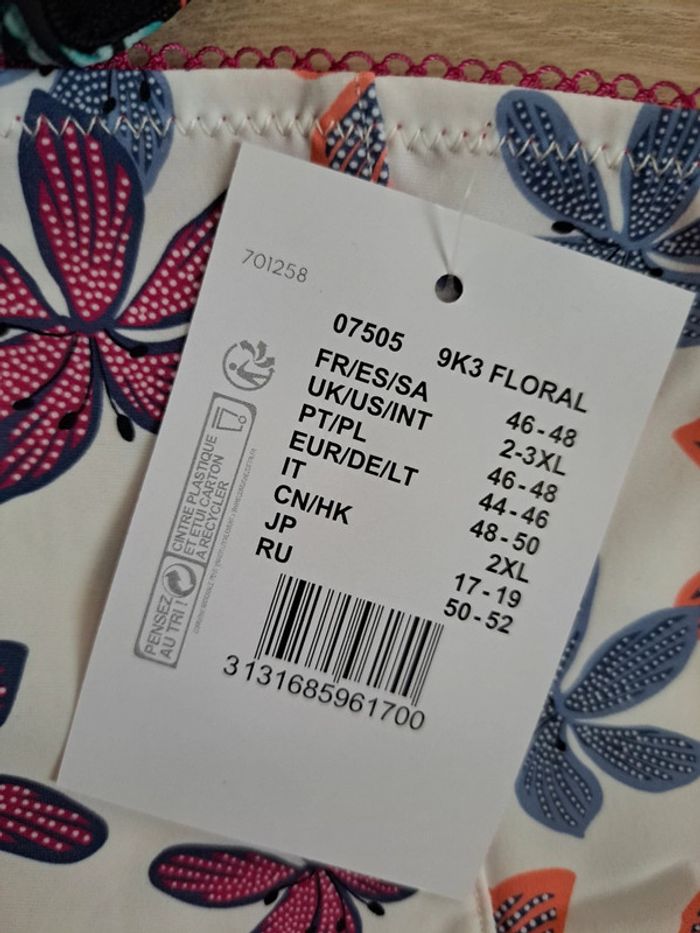 701258
07505 9K3 FLORAL
FR/ES/SA 46-48
UK/US/INT 2-3XL
PT/PL 46-48
EUR/DE/LT 44-46
IT 48-50
CN/HK 2XL
JP 17-19
RU 50-52
3131685961700
PENSEZ
AU TRI !
CINTRE PLASTIQUE
ET ETUI CARTON
A RECYCLER